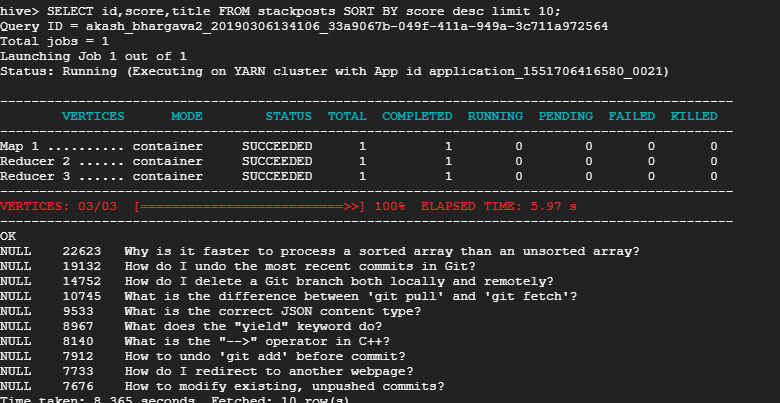 hive> SELECT id,score,title FROM stackposts SORT BY score desc limit 10;
Query ID = akash_bhargava2_20190306134106_33a9067b-049f-411a-949a-3c711a972564
Total jobs = 1
Launching Job 1 out of 1
Status: Running (Executing on YARN cluster with App id application_1551706416580_0021)
----------------------------------------------------------------------------------------------
VERTICES MODE STATUS TOTAL COMPLETED RUNNING PENDING FAILED KILLED
----------------------------------------------------------------------------------------------
Map 1 .......... container SUCCEEDED 1 1 0 0 0 0
Reducer 2 ...... container SUCCEEDED 1 1 0 0 0 0
Reducer 3 ...... container SUCCEEDED 1 1 0 0 0 0
----------------------------------------------------------------------------------------------
VERTICES: 03/03 [==========================>>] 100% ELAPSED TIME: 5.97 s
----------------------------------------------------------------------------------------------
OK
NULL 22623 Why is it faster to process a sorted array than an unsorted array?
NULL 19132 How do I undo the most recent commits in Git?
NULL 14752 How do I delete a Git branch both locally and remotely?
NULL 10745 What is the difference between 'git pull' and 'git fetch'?
NULL 9533 What is the correct JSON content type?
NULL 8967 What does the "yield" keyword do?
NULL 8140 What is the "-->" operator in C++?
NULL 7912 How to undo 'git add' before commit?
NULL 7733 How do I redirect to another webpage?
NULL 7676 How to modify existing, unpushed commits?
Time taken: 8.365 seconds, Fetched: 10 row(s)